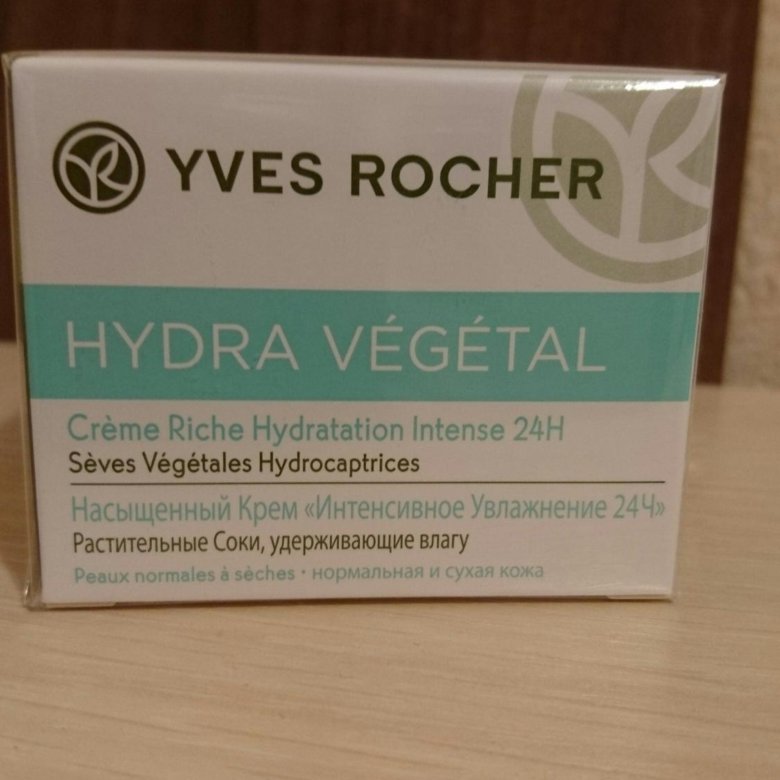 YVES ROCHER
HYDRA VÉGÉTAL
Crème Riche Hydratation Intense 24H
Sèves Végétales Hydrocaptrices
Насыщенный Крем «Интенсивное Увлажнение 24Ч»
Растительные Соки, удерживающие влагу
Peaux normales à sèches • нормальная и сухая кожа